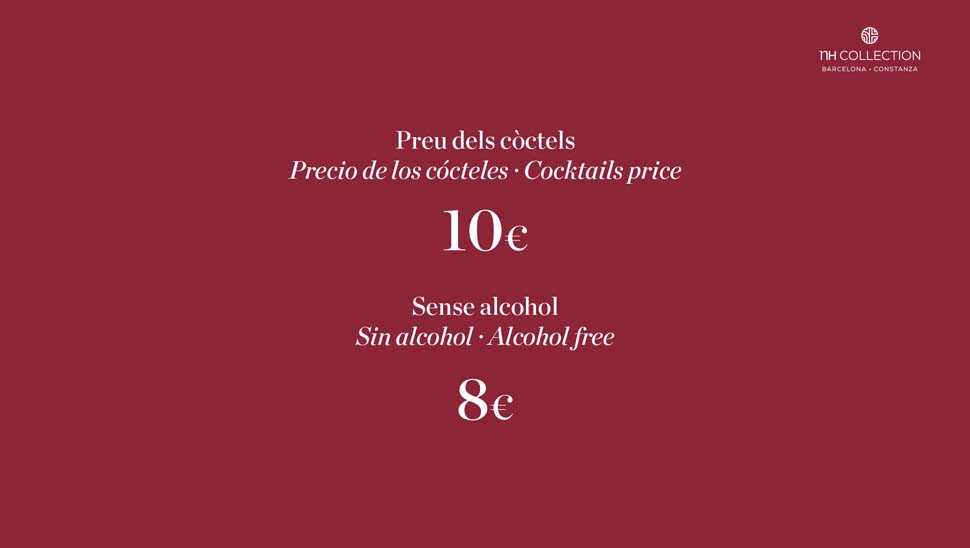 NH COLLECTION
BARCELONA - CONSTANZA
Preu dels còctels
Precio de los cócteles · Cocktails price
10€
Sense alcohol
Sin alcohol · Alcohol free
8€